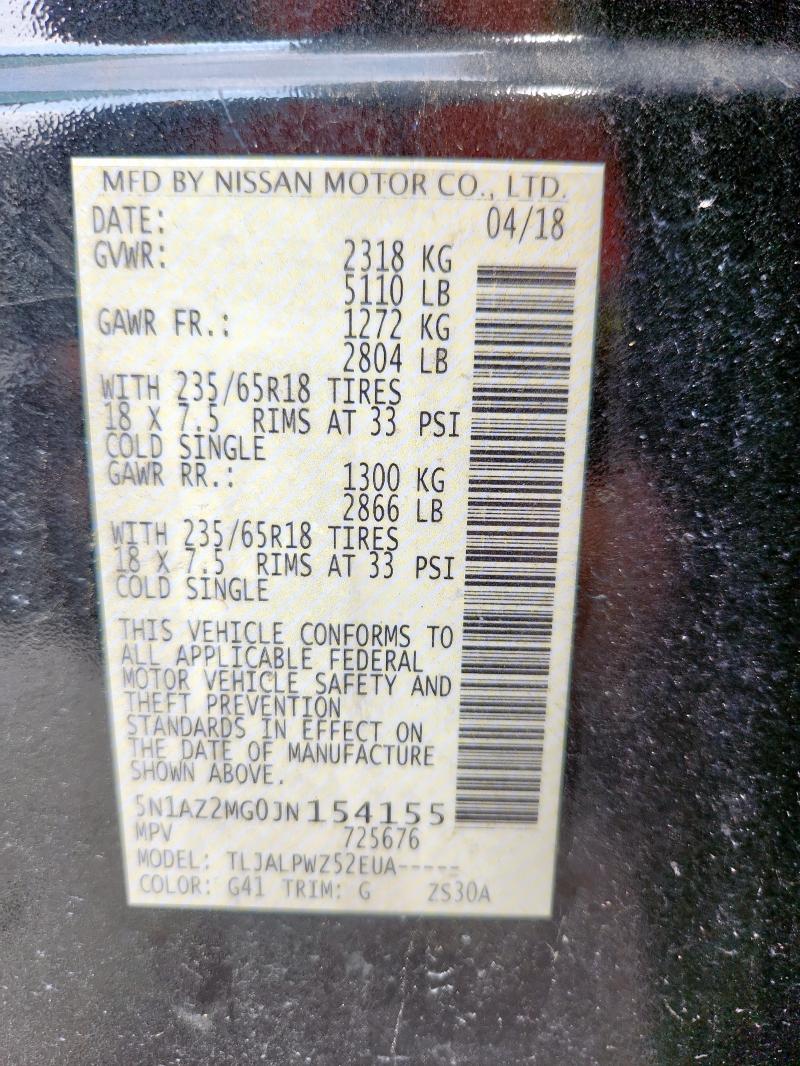 MFD BY NISSAN MOTOR CO., LTD.
DATE: 04/18
GVWR: 2318 KG
5110 LB
GAWR FR.: 1272 KG
2804 LB
WITH 235/65R18 TIRES
18 X 7.5 RIMS AT 33 PSI
COLD SINGLE
GAWR RR.: 1300 KG
2866 LB
WITH 235/65R18 TIRES
18 X 7.5 RIMS AT 33 PSI
COLD SINGLE
THIS VEHICLE CONFORMS TO
ALL APPLICABLE FEDERAL
MOTOR VEHICLE SAFETY AND
THEFT PREVENTION
STANDARDS IN EFFECT ON
THE DATE OF MANUFACTURE
SHOWN ABOVE.
5N1AZ2MG0JN154155
MPV 725676
MODEL: TLJALPWZ52EUA-----
COLOR: G41 TRIM: G ZS30A